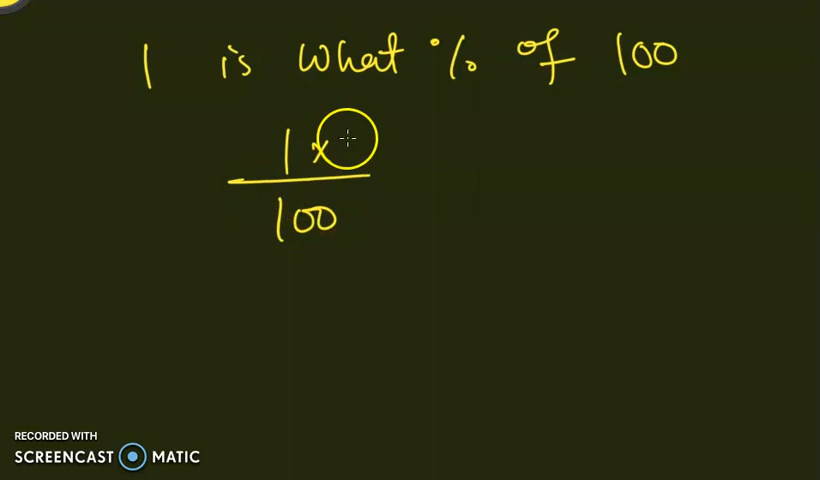 1 is what % of 100
1 x
100
RECORDED WITH
SCREENCAST MATIC